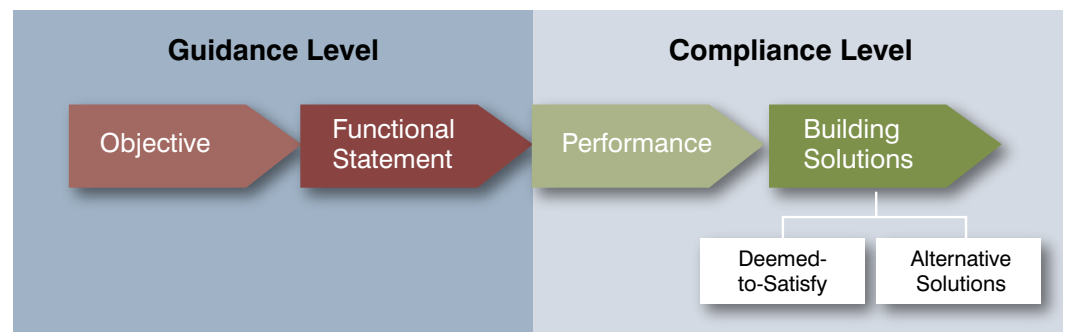 Guidance Level
Compliance Level
Objective
Functional
Statement
Performance
Building
Solutions
Deemed-
to-Satisfy
Alternative
Solutions